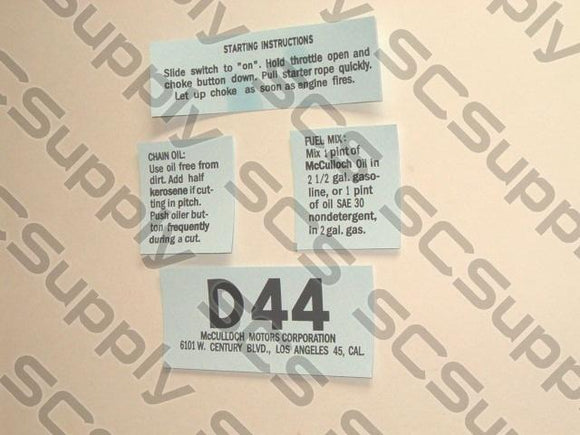 STARTING INSTRUCTIONS
Slide switch to "on". Hold throttle open and
choke button down. Pull starter rope quickly.
Let up choke as soon as engine fires.
CHAIN OIL:
Use oil free from
dirt. Add half
kerosene if cut-
ting in pitch.
Push oiler but-
ton frequently
during a cut.
FUEL MIX:
Mix 1 pint of
McCulloch Oil in
2 1/2 gal. gaso-
line, or 1 pint
of oil SAE 30
nondetergent,
in 2 gal. gas.
D44
McCULLOCH MOTORS CORPORATION
6101 W. CENTURY BLVD., LOS ANGELES 45, CAL.
SCSupply
SCSupply
SCSupply
SCSupply
SCSupply